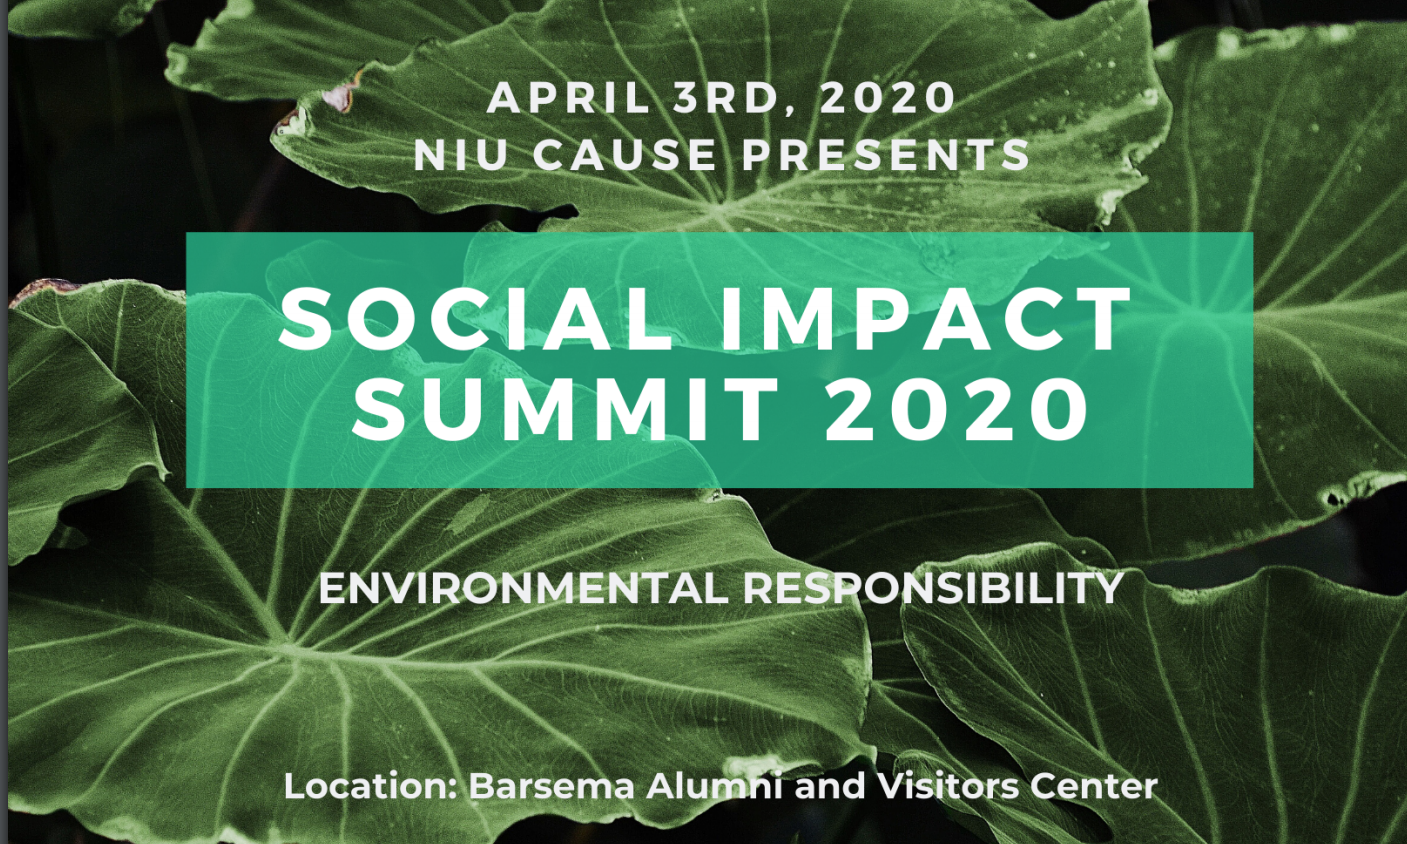 APRIL 3RD, 2020
NIU CAUSE PRESENTS
SOCIAL IMPACT
SUMMIT 2020
ENVIRONMENTAL RESPONSIBILITY
Location: Barsema Alumni and Visitors Center